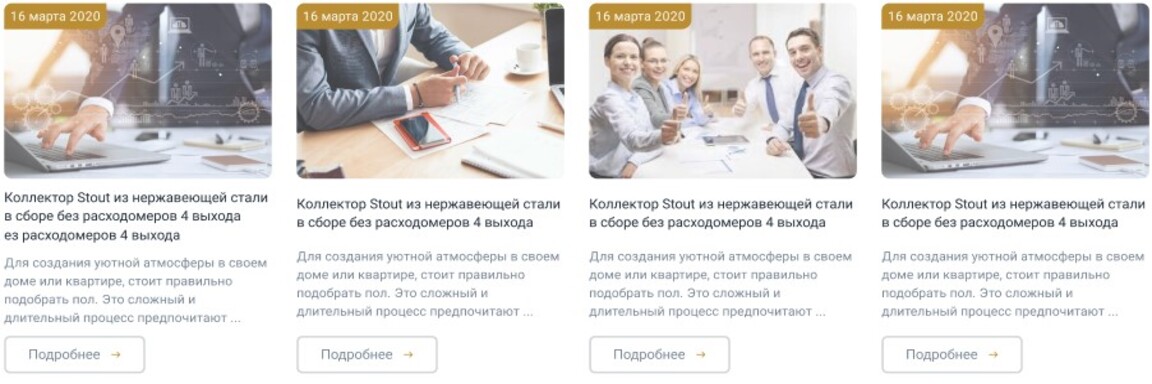 16 марта 2020
Коллектор Stout из нержавеющей стали
в сборе без расходомеров 4 выхода
ез расходомеров 4 выхода
Для создания уютной атмосферы в своем
доме или квартире, стоит правильно
подобрать пол. Это сложный и
длительный процесс предпочитают ...
Подробнее →
16 марта 2020
Коллектор Stout из нержавеющей стали
в сборе без расходомеров 4 выхода
Для создания уютной атмосферы в своем
доме или квартире, стоит правильно
подобрать пол. Это сложный и
длительный процесс предпочитают ...
Подробнее →
16 марта 2020
Коллектор Stout из нержавеющей стали
в сборе без расходомеров 4 выхода
Для создания уютной атмосферы в своем
доме или квартире, стоит правильно
подобрать пол. Это сложный и
длительный процесс предпочитают ...
Подробнее →
16 марта 2020
Коллектор Stout из нержавеющей стали
в сборе без расходомеров 4 выхода
Для создания уютной атмосферы в своем
доме или квартире, стоит правильно
подобрать пол. Это сложный и
длительный процесс предпочитают ...
Подробнее →